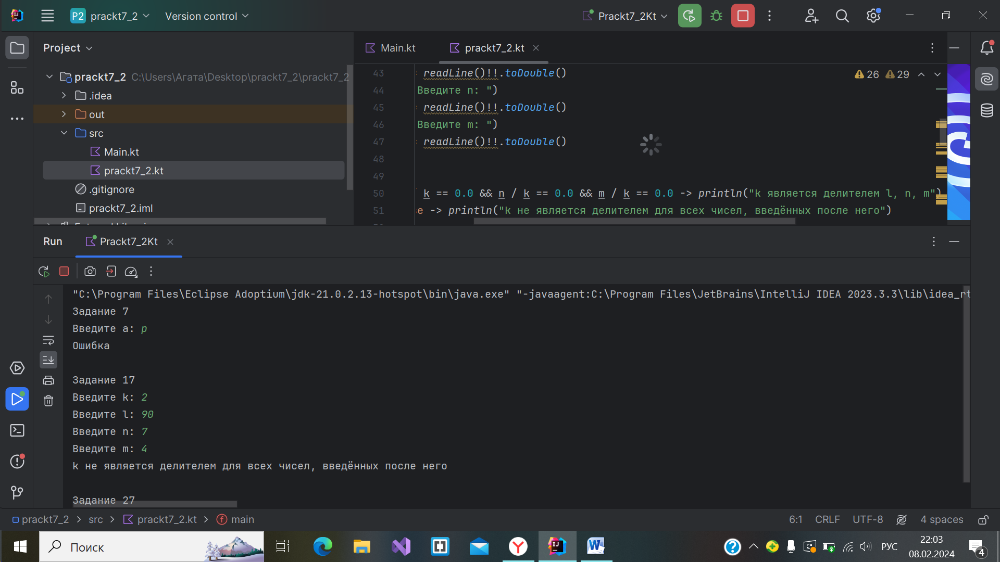 P2 prackt7_2 Version control Prackt7_2Kt
Project
Main.kt prackt7_2.kt
prackt7_2 C:\Users\Агата\Desktop\prackt7_2\prackt7_2
.idea
out
src
Main.kt
prackt7_2.kt
.gitignore
prackt7_2.iml
26 29
43 readLine()!!.toDouble()
44 Введите n: ")
45 readLine()!!.toDouble()
46 Введите m: ")
47 readLine()!!.toDouble()
48
49
50 k == 0.0 && n / k == 0.0 && m / k == 0.0 -> println("k является делителем l, n, m")
51 e -> println("k не является делителем для всех чисел, введённых после него")
Run Prackt7_2Kt
"C:\Program Files\Eclipse Adoptium\jdk-21.0.2.13-hotspot\bin\java.exe" "-javaagent:C:\Program Files\JetBrains\IntelliJ IDEA 2023.3.3\lib\idea_rt
Задание 7
Введите a: p
Ошибка
Задание 17
Введите k: 2
Введите l: 90
Введите n: 7
Введите m: 4
k не является делителем для всех чисел, введённых после него
Задание 27
prackt7_2 src prackt7_2.kt main 6:1 CRLF UTF-8 4 spaces
Поиск
РУС
22:03
08.02.2024
4